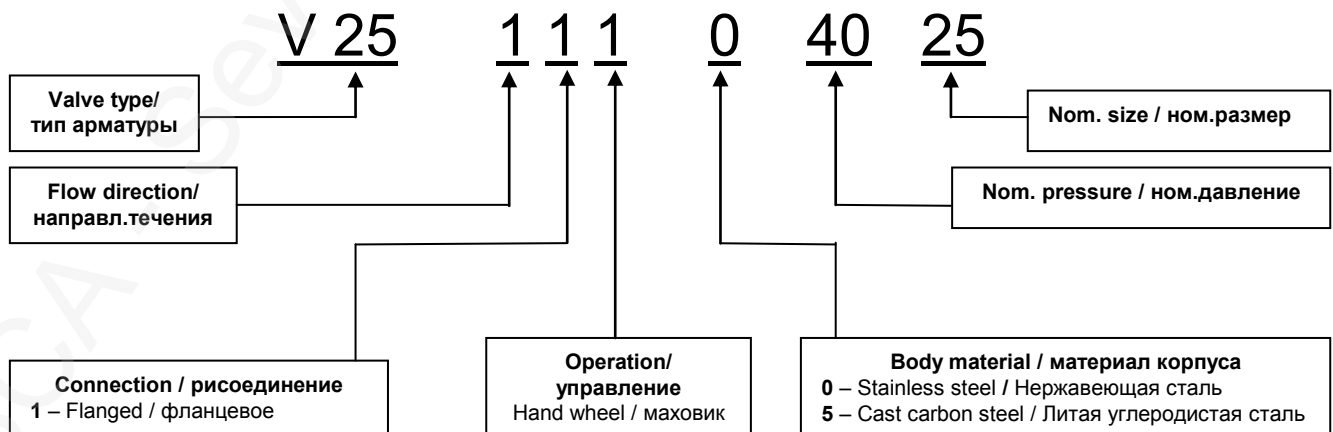 V 25 1 1 1 0 40 25
Valve type/
тип арматуры
Nom. size / ном.размер
Flow direction/
направл.течения
Nom. pressure / ном.давление
Connection / рисоединение
1 – Flanged / фланцевое
Operation/
управление
Hand wheel / маховик
Body material / материал корпуса
0 – Stainless steel / Нержавеющая сталь
5 – Cast carbon steel / Литая углеродистая сталь